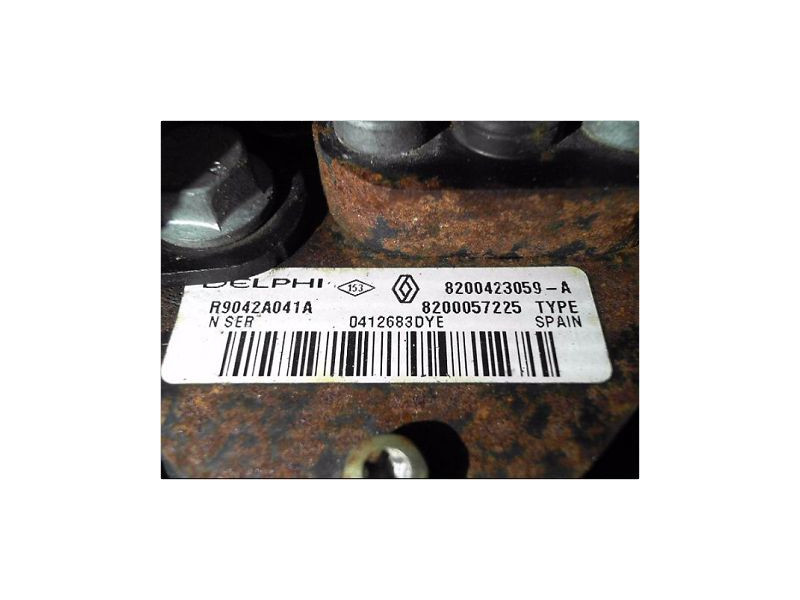 DELPHI 153 8200423059-A
R9042A041A 8200057225 TYPE
N SER 0412683DYE SPAIN